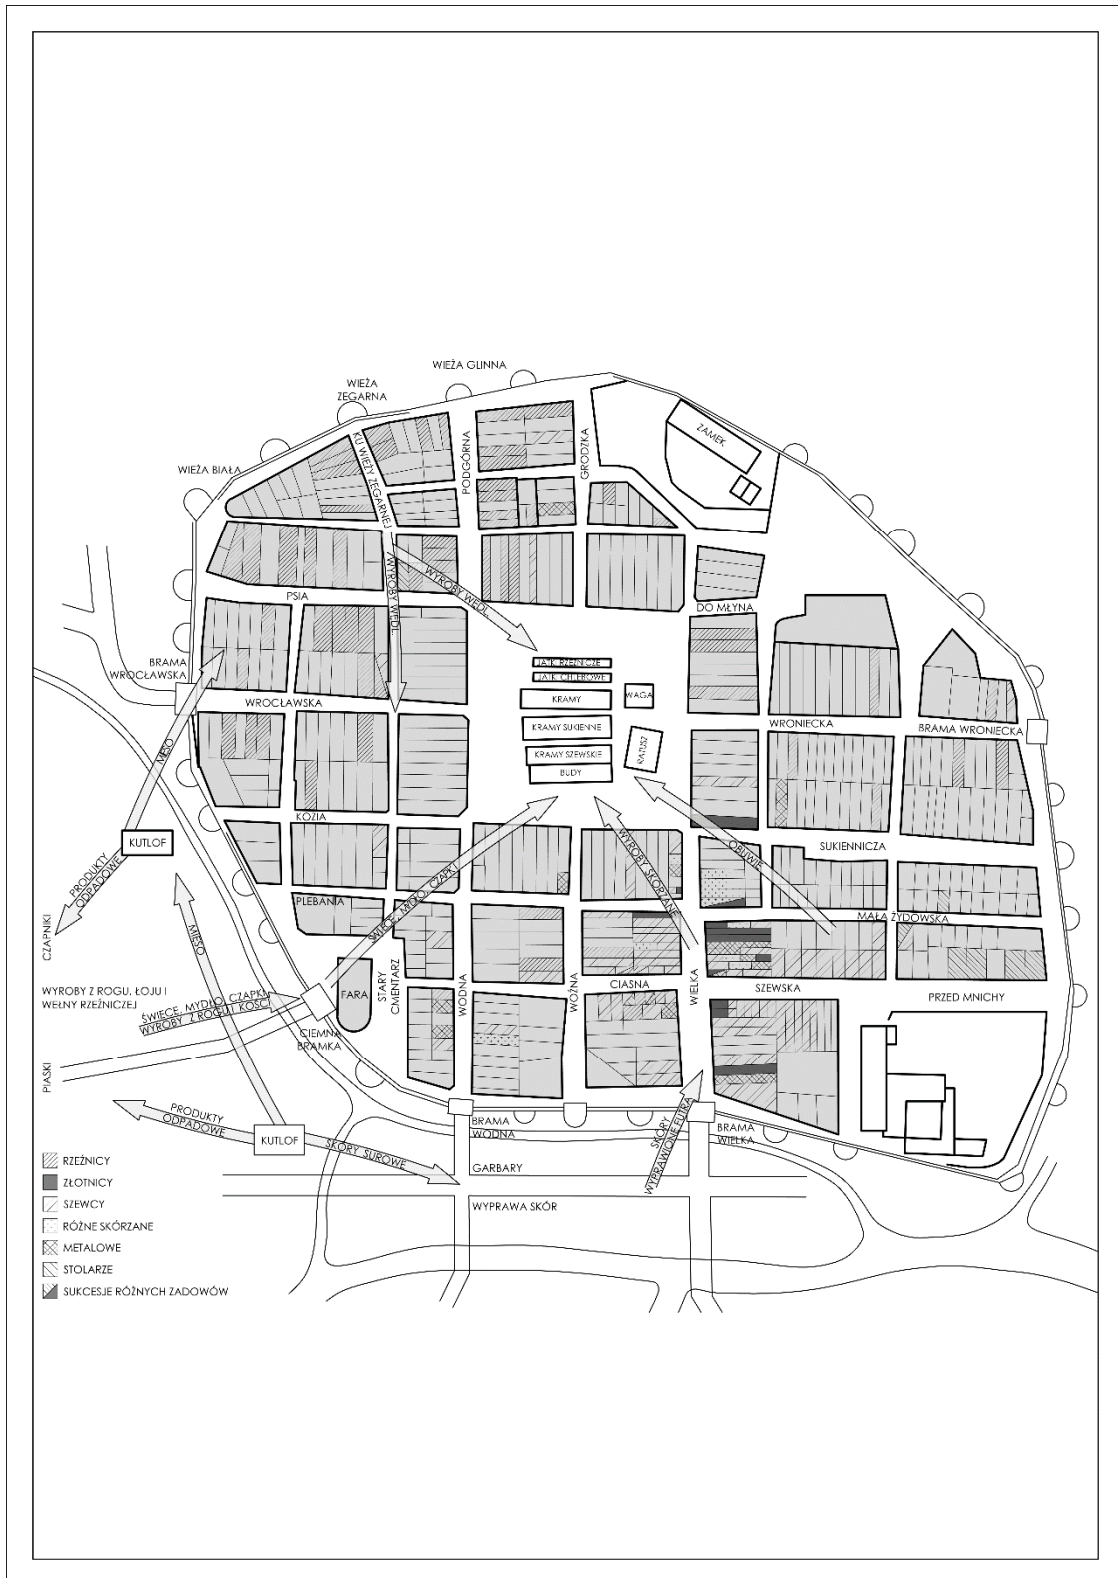 WIEŻA GLINNA
WIEŻA
ZEGARNA
WIEŻA BIAŁA
KU WIEŻY ZEGARNEJ
PODGÓRNA
GRODZKA
ZAMEK
WYROBY WĘDL.
WYROBY WĘDL.
PSIA
DO MŁYNA
BRAMA
WROCŁAWSKA
WROCŁAWSKA
JATKI RZEŹNICZE
JATKI CHLEBOWE
KRAMY
WAGA
KRAMY SUKIENNE
RATUSZ
KRAMY SZEWSKIE
BUDY
WRONIECKA
BRAMA WRONIECKA
MIĘSO
KOZIA
KUTLOF
SUKIENNICZA
PRODUKTY
ODPADOWE
WYROBY SKÓRZANE
OBUWIE
PLEBANIA
ŚWIECE, MYDŁO, CZAPKI
MAŁA ŻYDOWSKA
CZAPNIKI
MIĘSO
STARY
CMENTARZ
WODNA
WOŹNA
CIASNA
WIELKA
SZEWSKA
PRZED MNICHY
WYROBY Z ROGU, ŁOJU I
WEŁNY RZEŹNICZEJ
ŚWIECE, MYDŁO, CZAPKI
WYROBY Z ROGU I KOŚCI
FARA
CIEMNA
BRAMKA
PIASKI
PRODUKTY
ODPADOWE
KUTLOF
SKÓRY SUROWE
BRAMA
WODNA
SKÓRY
WYPRAWIONE FUTRA
BRAMA
WIELKA
GARBARY
WYPRAWA SKÓR
RZEŹNICY
ZŁOTNICY
SZEWCY
RÓŻNE SKÓRZANE
METALOWE
STOLARZE
SUKCESJE RÓŻNYCH ZADOWÓW